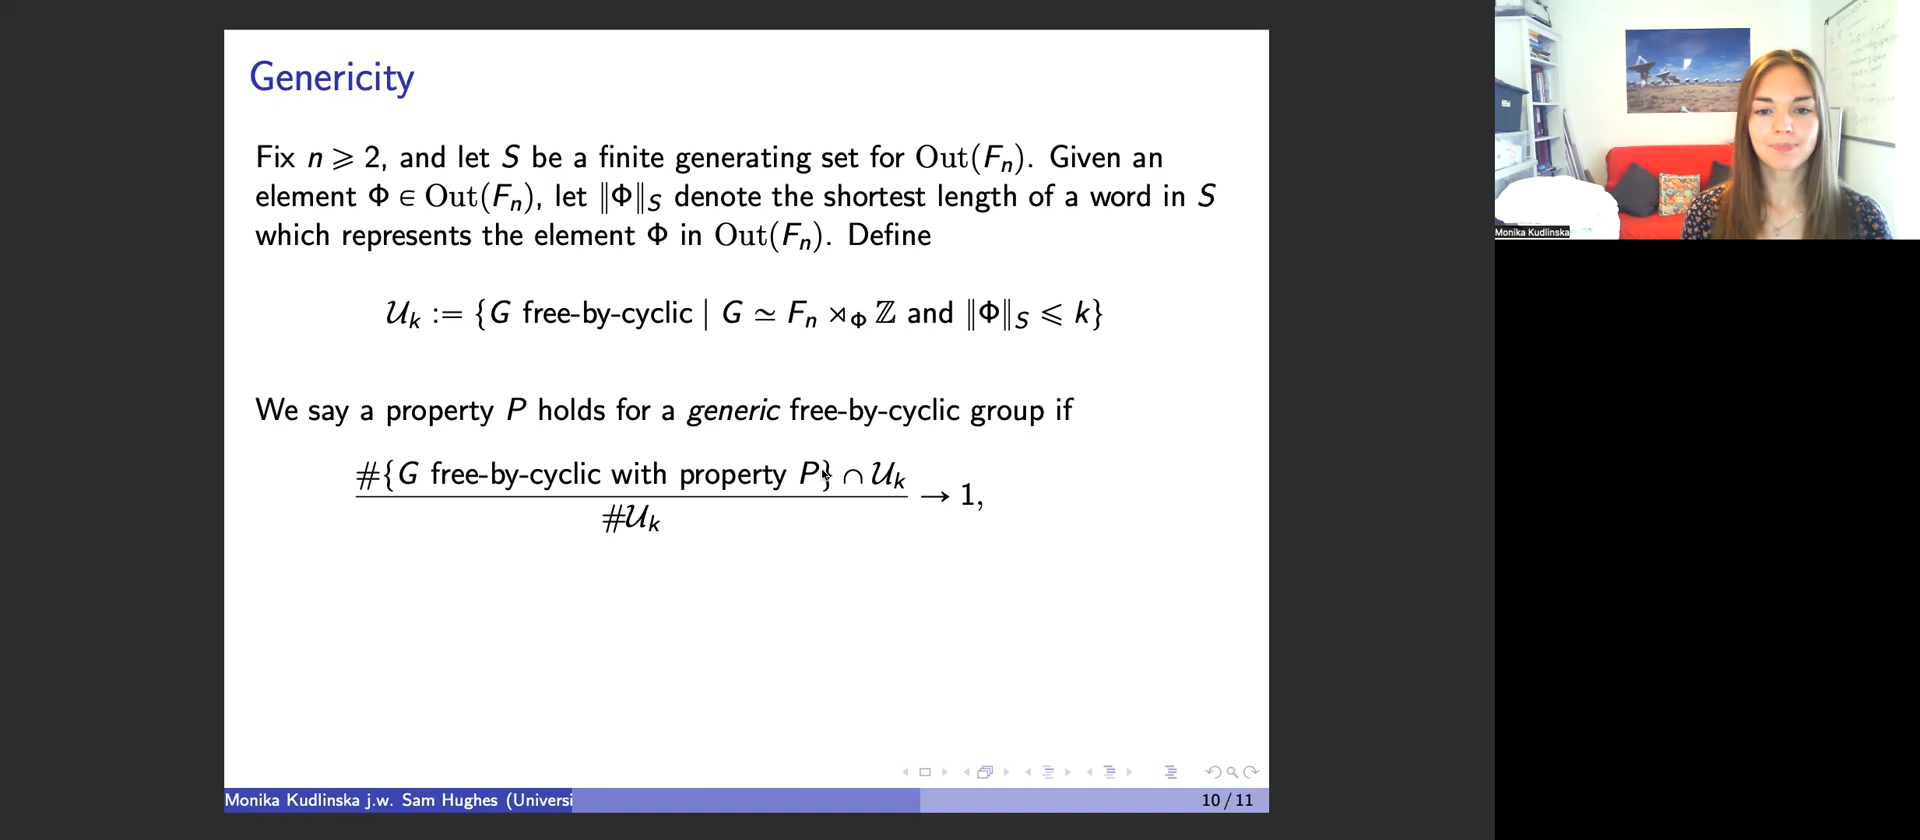 Genericity
Fix n ⩾ 2, and let S be a finite generating set for Out(Fₙ). Given an
element Φ ∈ Out(Fₙ), let ‖Φ‖_S denote the shortest length of a word in S
which represents the element Φ in Out(Fₙ). Define
𝒰ₖ := {G free-by-cyclic | G ≃ Fₙ ⋊_Φ ℤ and ‖Φ‖_S ⩽ k}
We say a property P holds for a generic free-by-cyclic group if
#{G free-by-cyclic with property P} ∩ 𝒰ₖ
#𝒰ₖ
→ 1,
Monika Kudlinska j.w. Sam Hughes (Universi
10 / 11
Monika Kudlinska